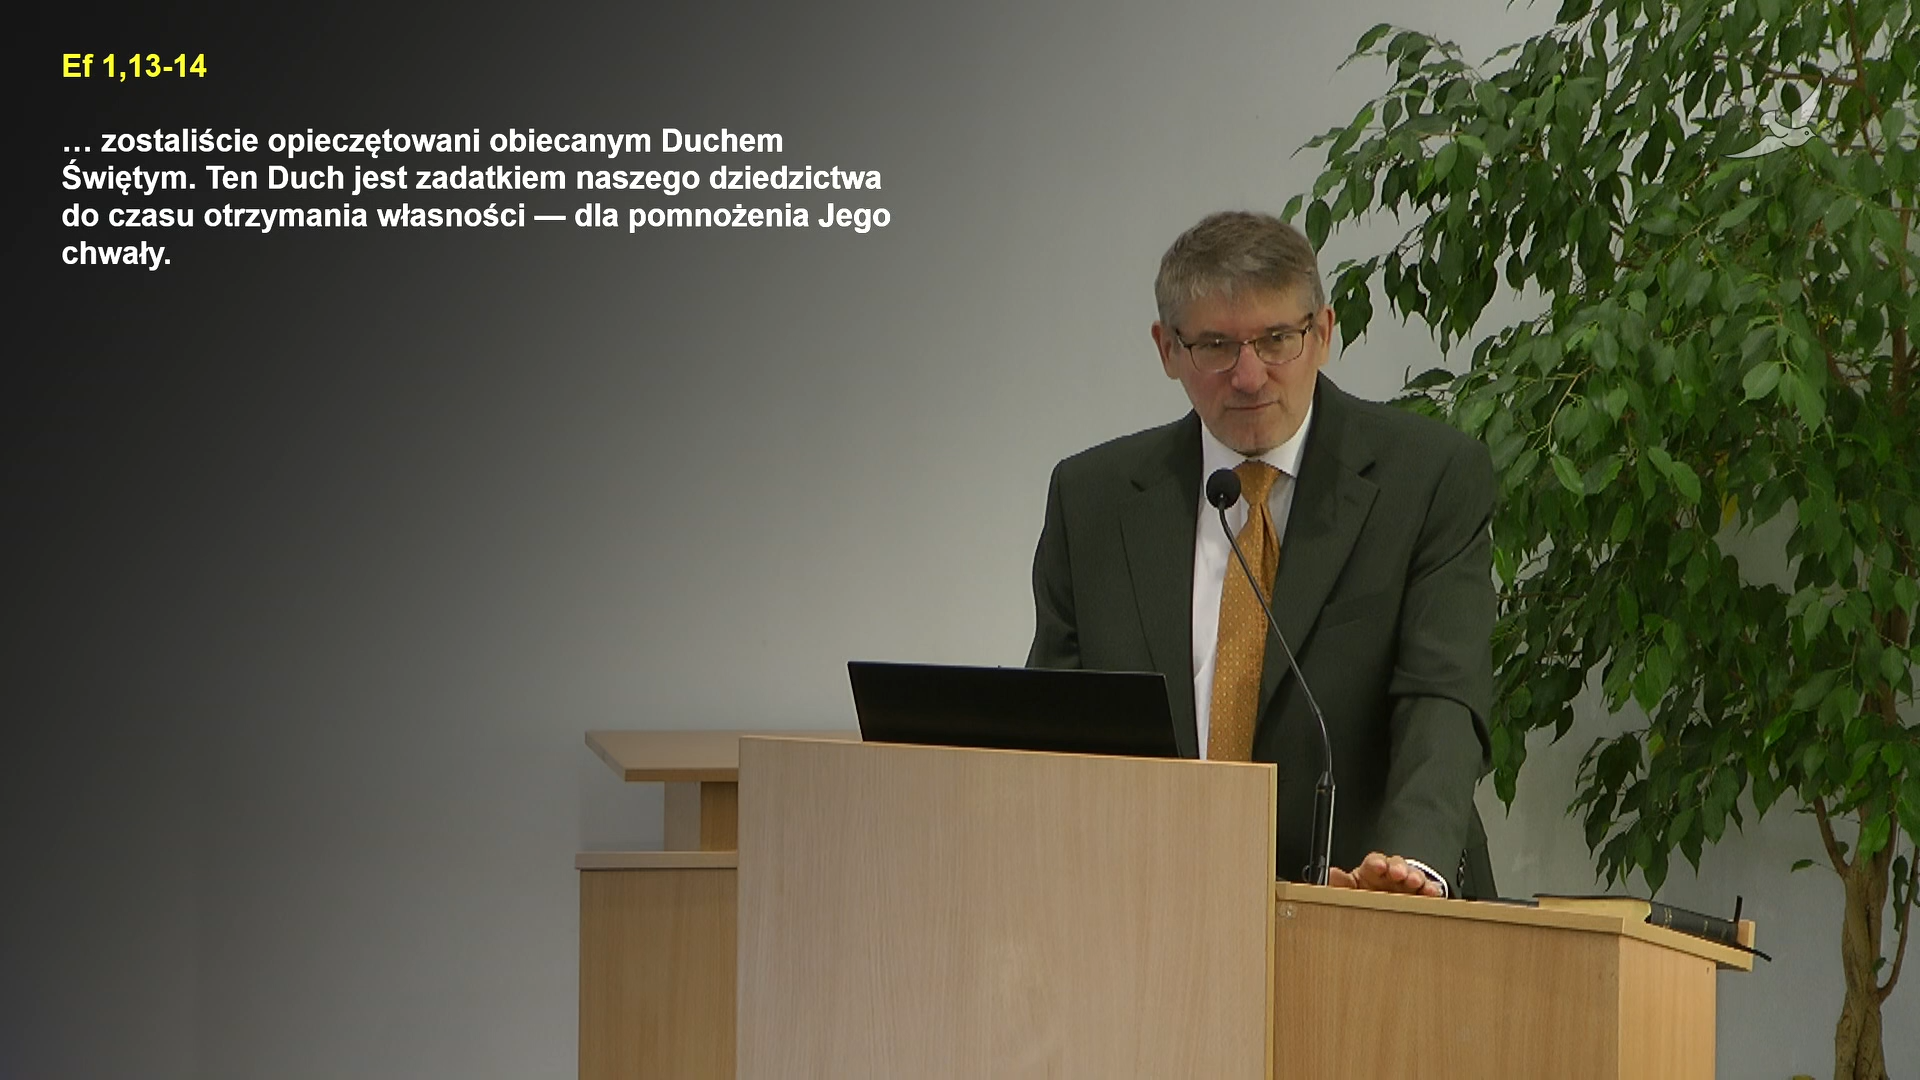 Ef 1,13-14
… zostaliście opieczętowani obiecanym Duchem
Świętym. Ten Duch jest zadatkiem naszego dziedzictwa
do czasu otrzymania własności — dla pomnożenia Jego
chwały.